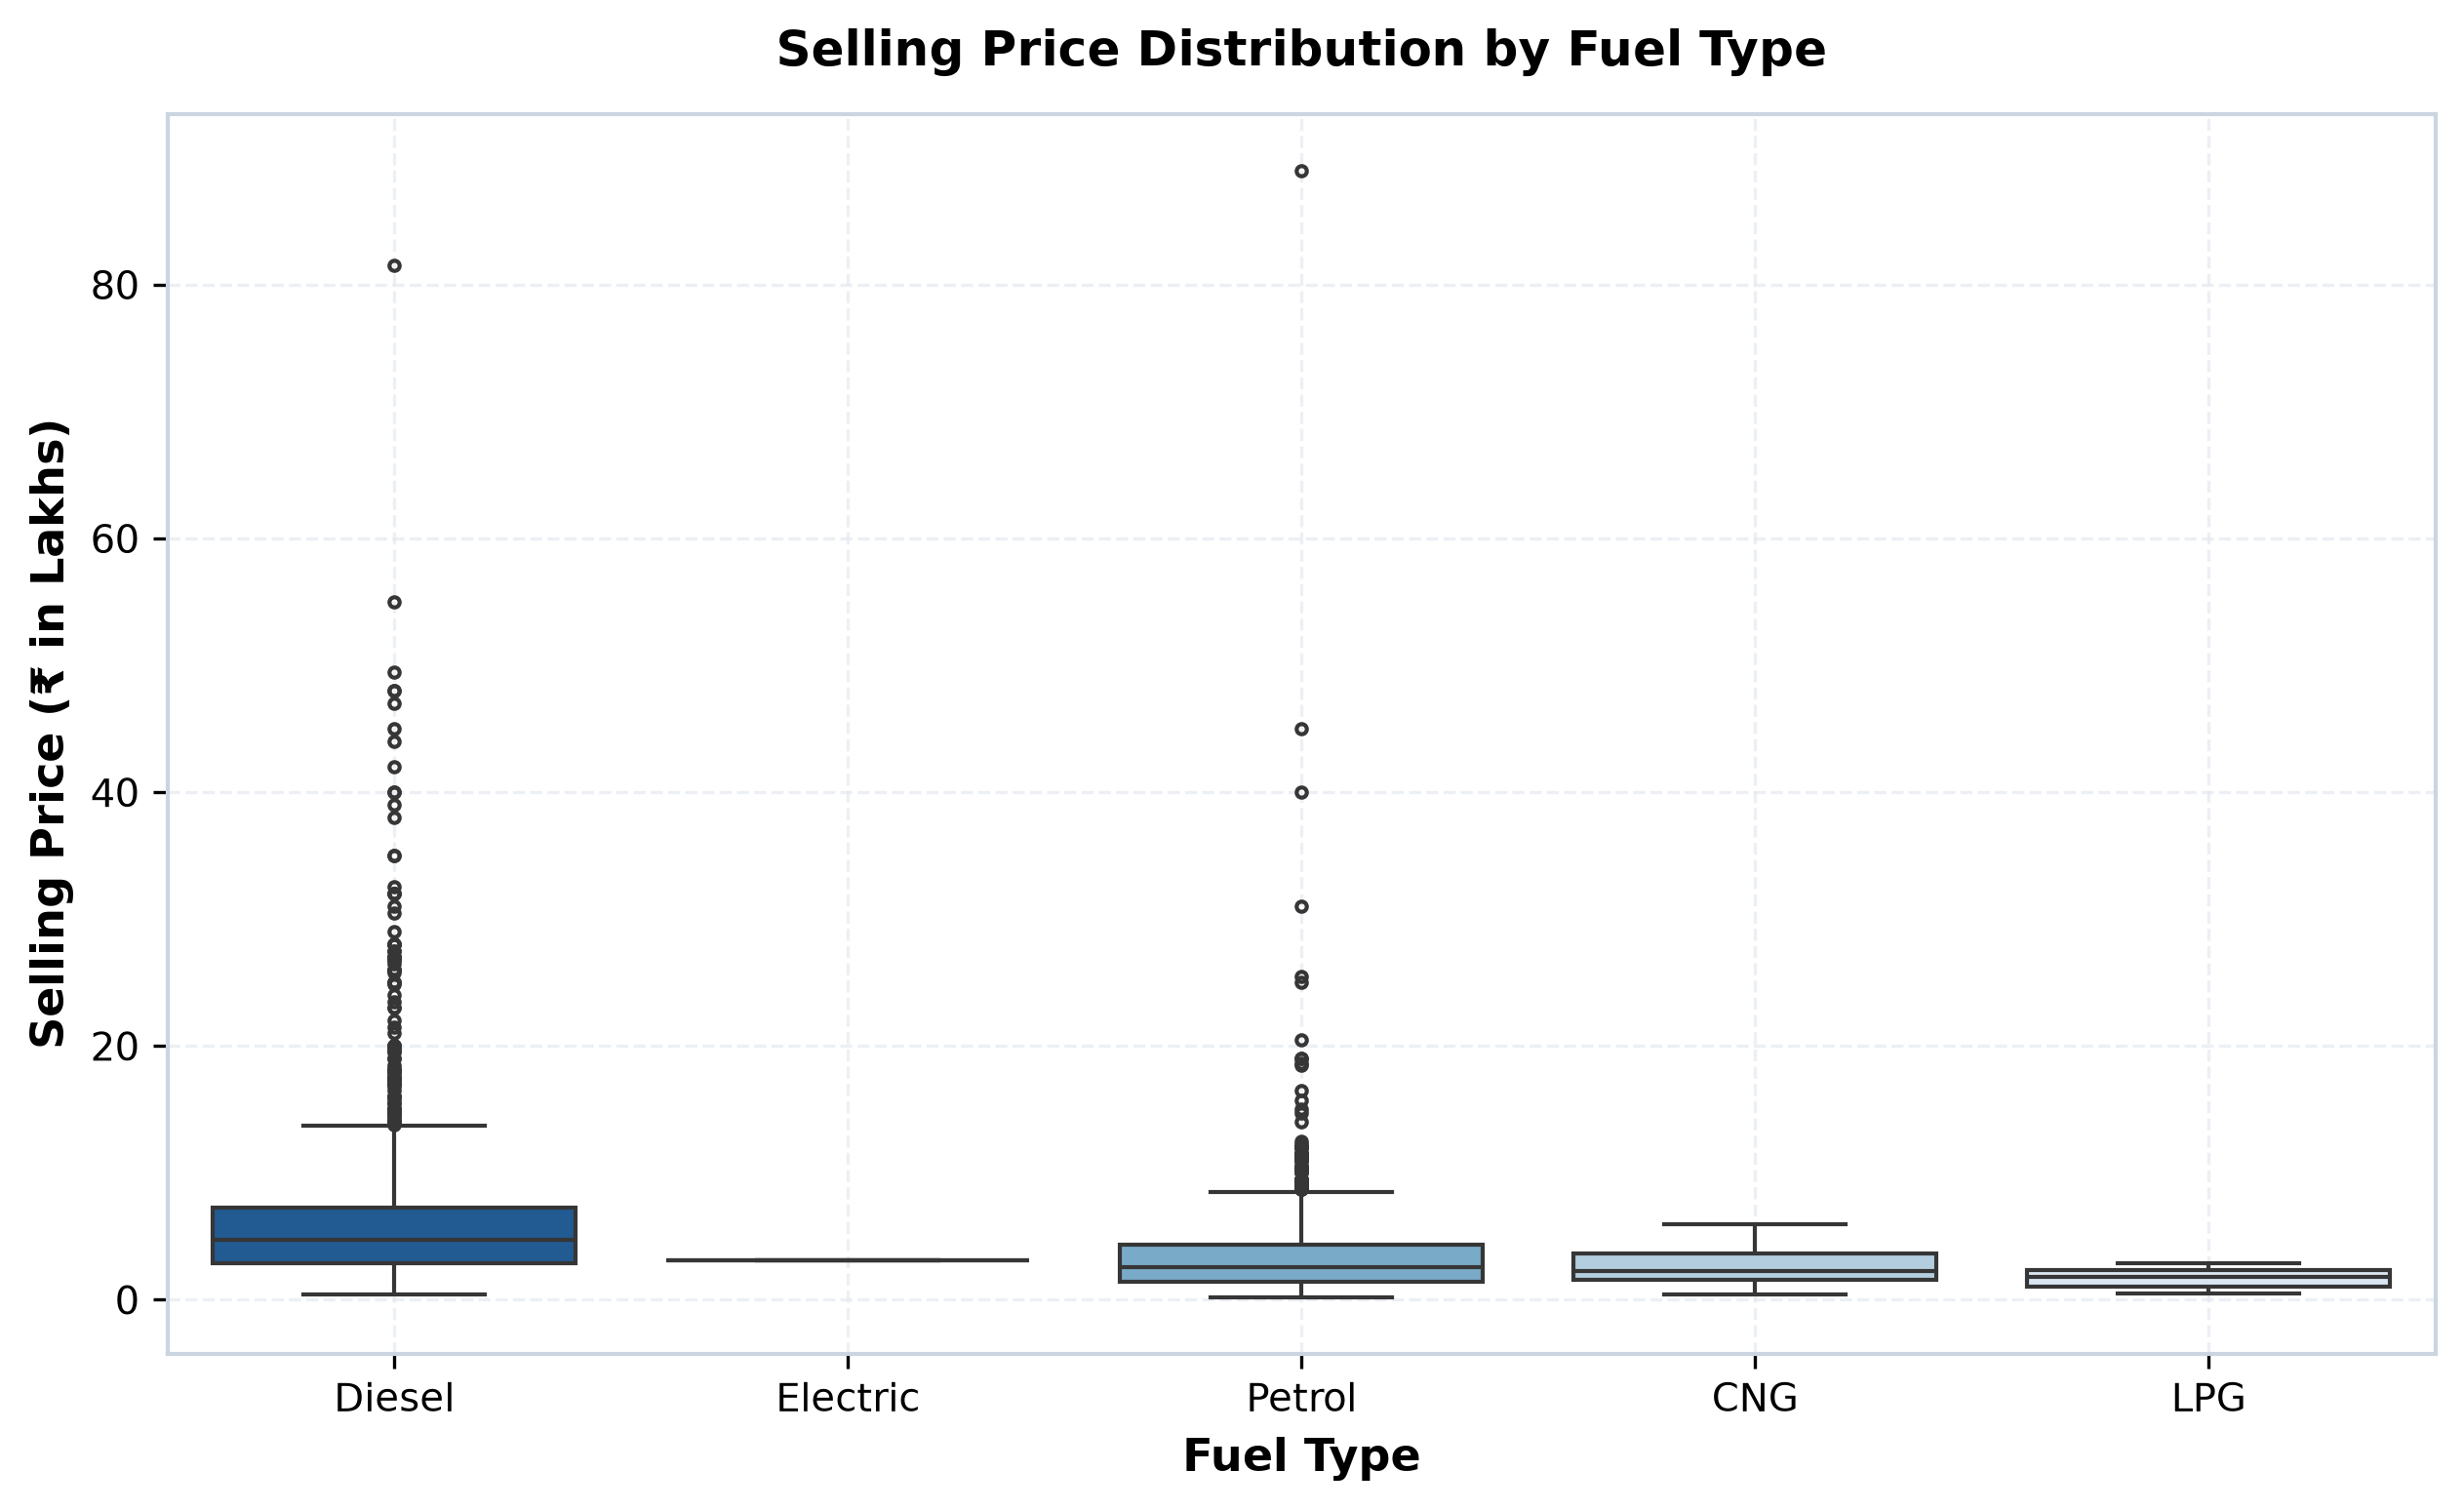 Selling Price Distribution by Fuel Type
Selling Price (₹ in Lakhs)
80
60
40
20
0
Diesel
Electric
Petrol
CNG
LPG
Fuel Type